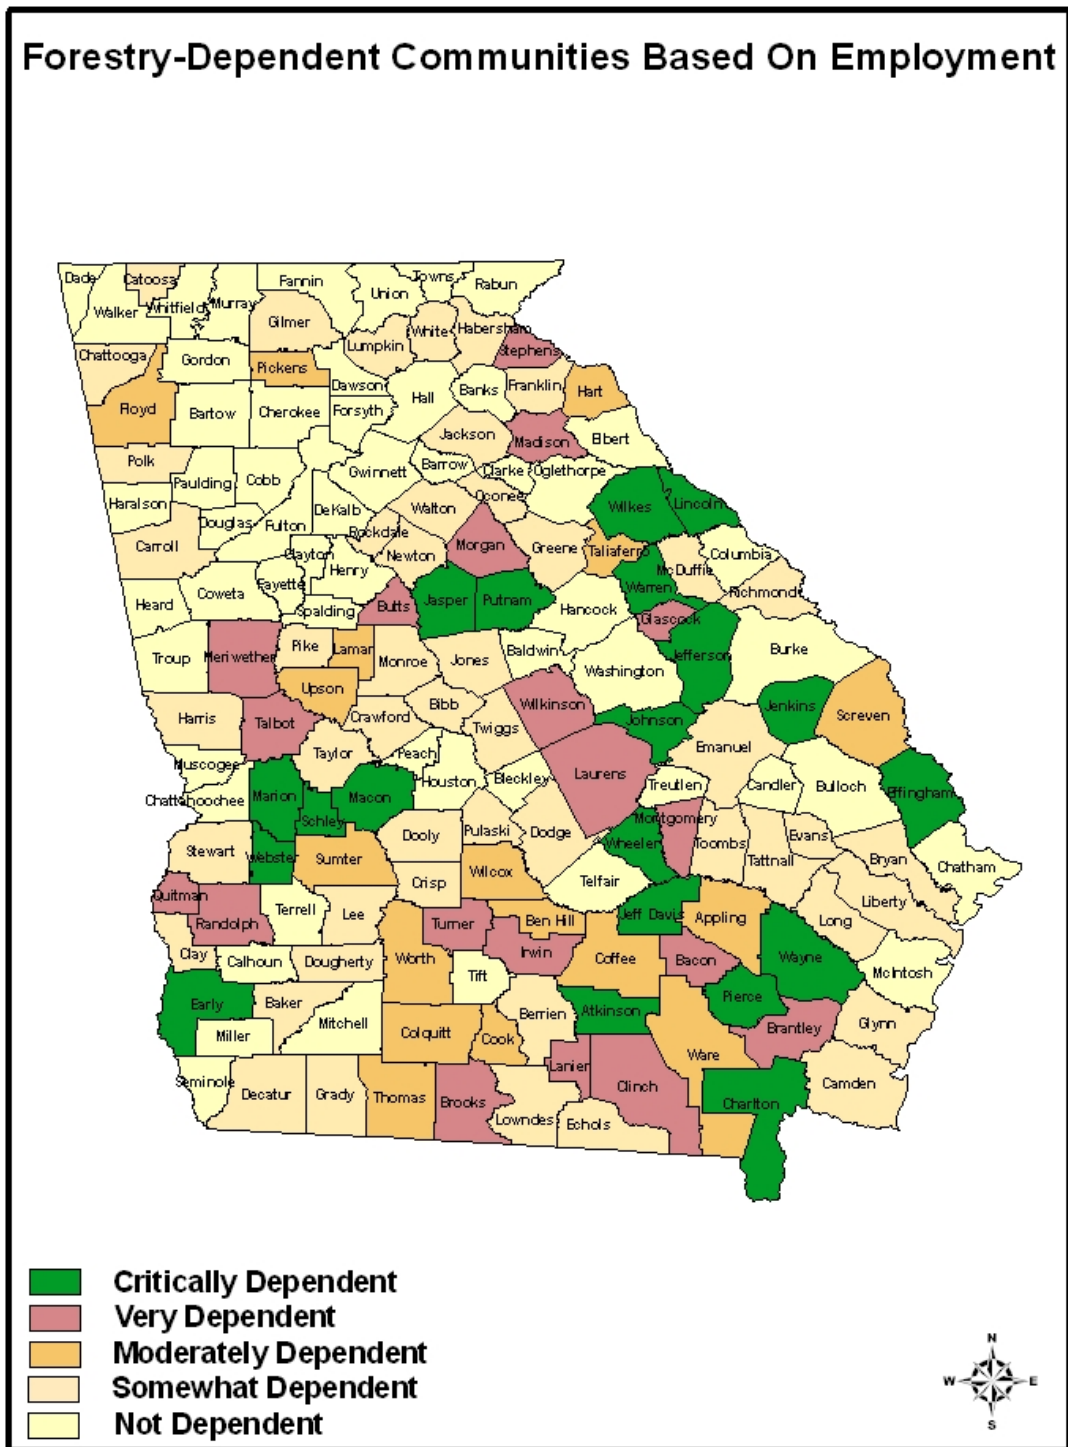 Forestry-Dependent Communities Based On Employment
Dade
Catoosa
Fannin
Towns
Rabun
Union
Walker
Whitfield
Murray
Gilmer
White
Habersham
Lumpkin
Stephens
Chattooga
Gordon
Pickens
Dawson
Hall
Banks
Franklin
Hart
Floyd
Bartow
Cherokee
Forsyth
Jackson
Madison
Elbert
Polk
Paulding
Cobb
Gwinnett
Barrow
Clarke
Oglethorpe
Haralson
Douglas
Fulton
DeKalb
Walton
Oconee
Wilkes
Lincoln
Carroll
Clayton
Rockdale
Newton
Morgan
Greene
Taliaferro
McDuffie
Columbia
Heard
Coweta
Fayette
Henry
Spalding
Butts
Jasper
Putnam
Hancock
Warren
Richmond
Glascock
Troup
Meriwether
Pike
Lamar
Monroe
Jones
Baldwin
Washington
Jefferson
Burke
Upson
Harris
Talbot
Crawford
Bibb
Twiggs
Wilkinson
Johnson
Jenkins
Screven
Muscogee
Taylor
Peach
Houston
Bleckley
Laurens
Treutlen
Emanuel
Candler
Bulloch
Effingham
Chattahoochee
Marion
Macon
Schley
Dooly
Pulaski
Dodge
Wheeler
Montgomery
Toombs
Tattnall
Evans
Bryan
Chatham
Stewart
Webster
Sumter
Crisp
Wilcox
Telfair
Quitman
Randolph
Terrell
Lee
Turner
Ben Hill
Irwin
Jeff Davis
Appling
Long
Liberty
Clay
Calhoun
Dougherty
Worth
Tift
Coffee
Bacon
Wayne
McIntosh
Early
Baker
Miller
Mitchell
Colquitt
Cook
Berrien
Atkinson
Pierce
Brantley
Glynn
Seminole
Decatur
Grady
Thomas
Brooks
Lanier
Clinch
Ware
Camden
Lowndes
Echols
Charlton
Critically Dependent
Very Dependent
Moderately Dependent
Somewhat Dependent
Not Dependent
N
W
E
S